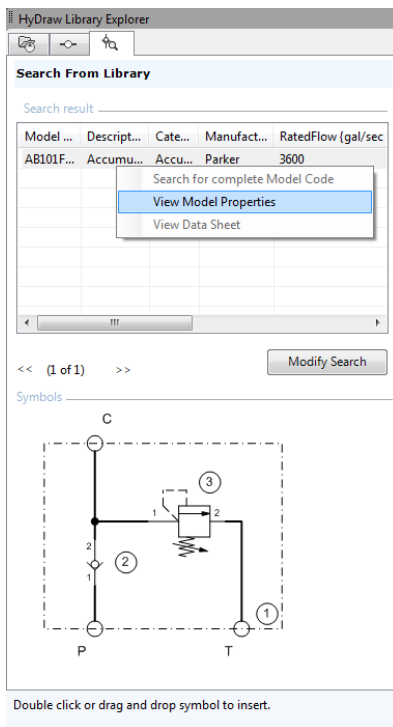 HyDraw Library Explorer
Search From Library
Search result
Model ... Descript... Cate... Manufact... RatedFlow {gal/sec
AB101F... Accumu... Accu... Parker 3600
Search for complete Model Code
View Model Properties
View Data Sheet
<< (1 of 1) >>
Modify Search
Symbols
C
3
1 2
2
2
1
1
P T
Double click or drag and drop symbol to insert.